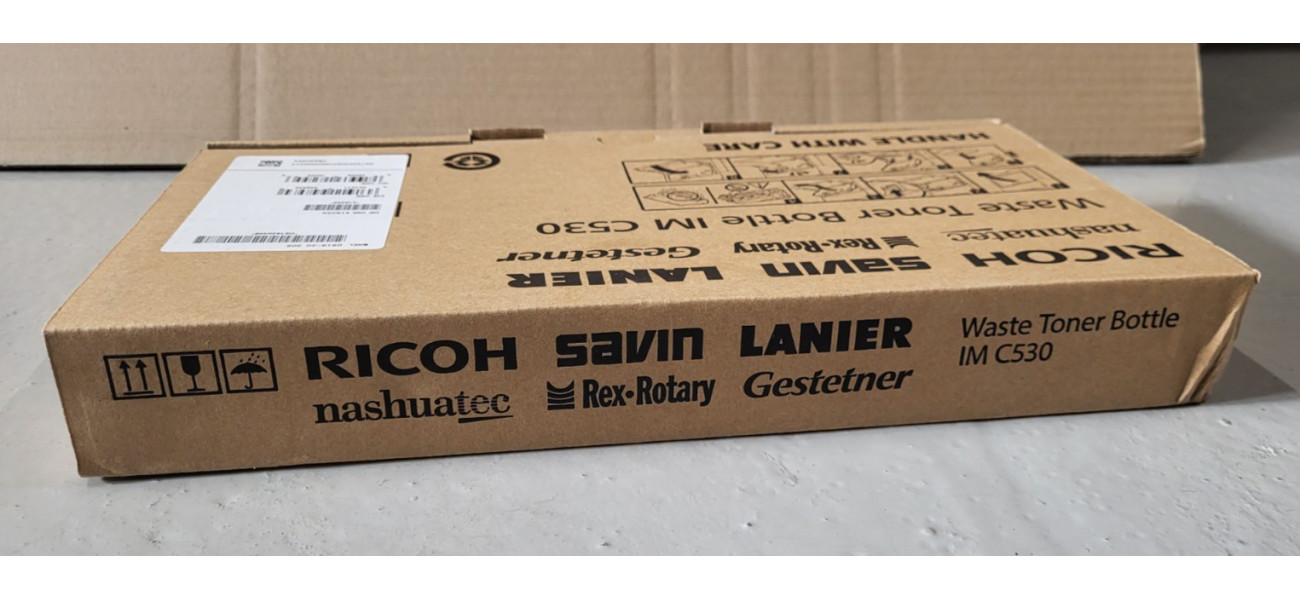 HANDLE WITH CARE
Waste Toner Bottle IM C530
RICOH savin LANIER
nashuatec Rex-Rotary Gestetner
RICOH savin LANIER
nashuatec Rex•Rotary Gestetner
Waste Toner Bottle
IM C530